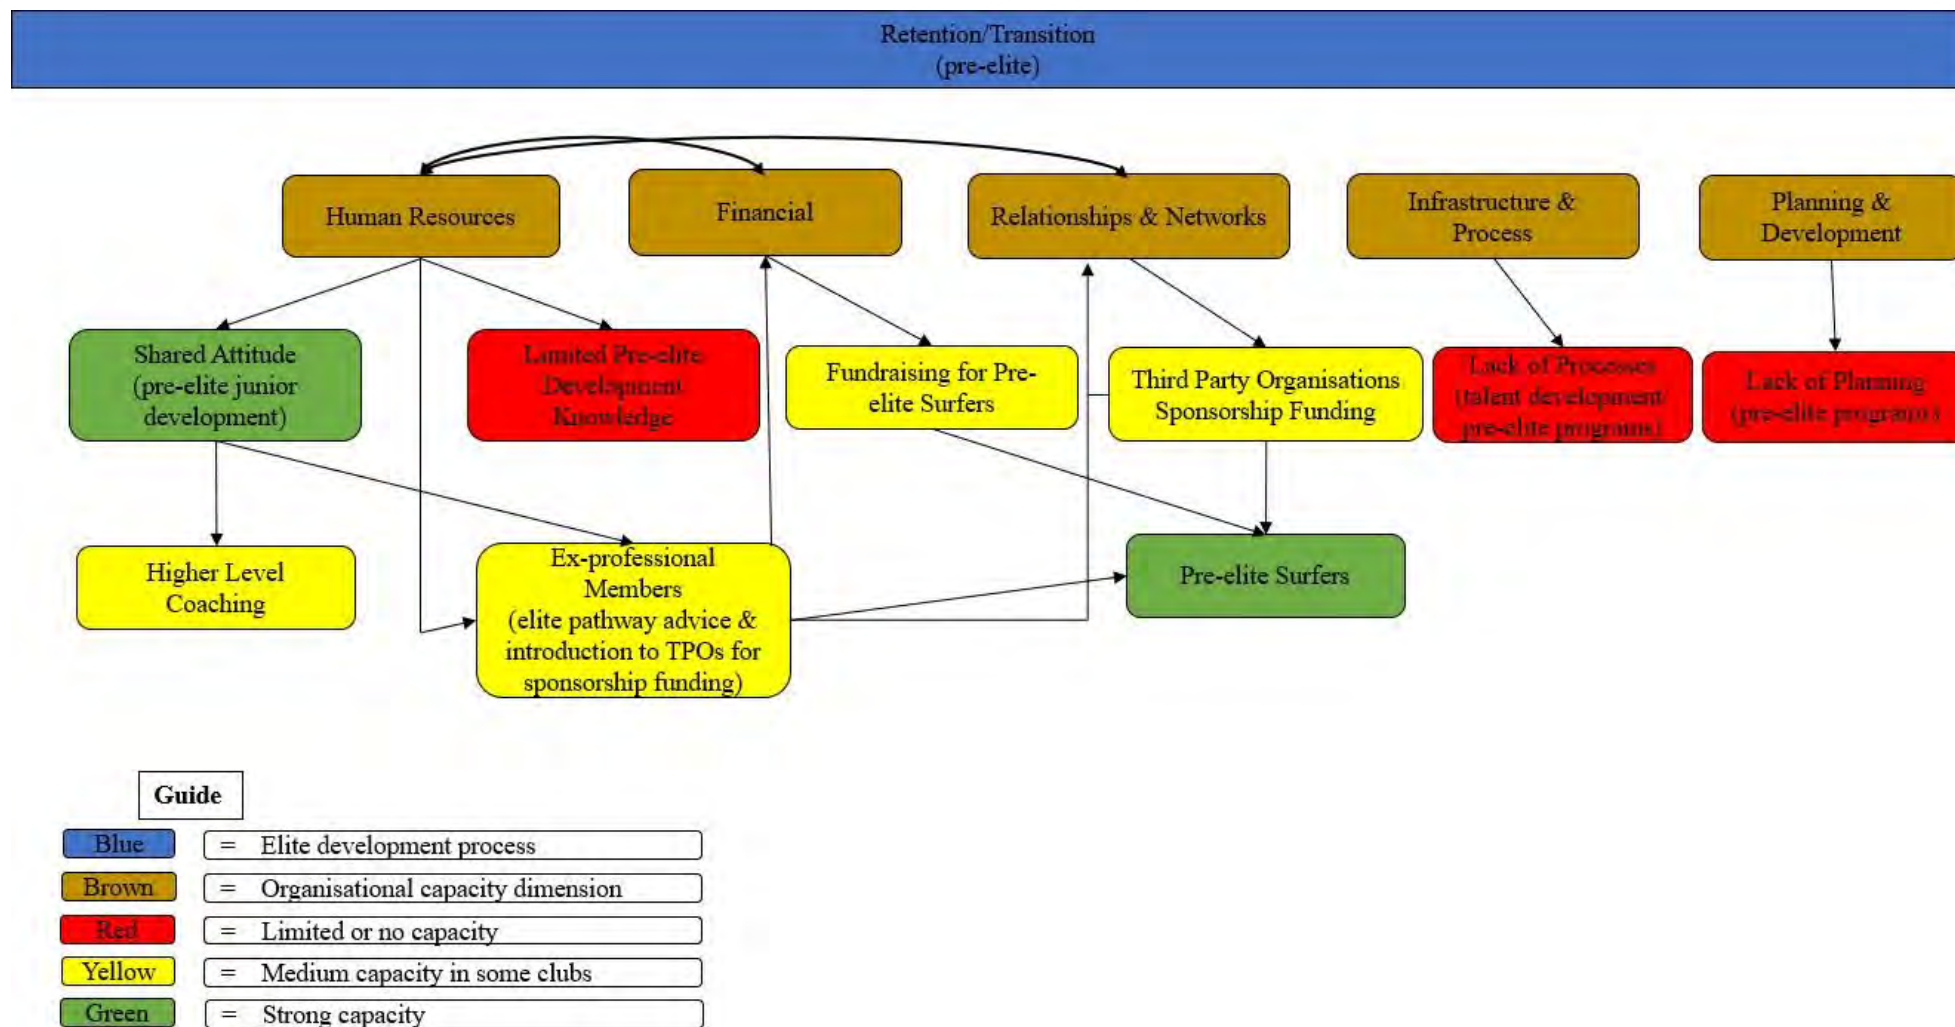 Retention/Transition
(pre-elite)
Human Resources
Financial
Relationships & Networks
Infrastructure &
Process
Planning &
Development
Shared Attitude
(pre-elite junior
development)
Limited Pre-elite
Development
Knowledge
Fundraising for Pre-
elite Surfers
Third Party Organisations
Sponsorship Funding
Lack of Processes
(talent development
pre-elite programs)
Lack of Planning
(pre-elite programs)
Higher Level
Coaching
Ex-professional
Members
(elite pathway advice &
introduction to TPOs for
sponsorship funding)
Pre-elite Surfers
Guide
Blue = Elite development process
Brown = Organisational capacity dimension
Red = Limited or no capacity
Yellow = Medium capacity in some clubs
Green = Strong capacity